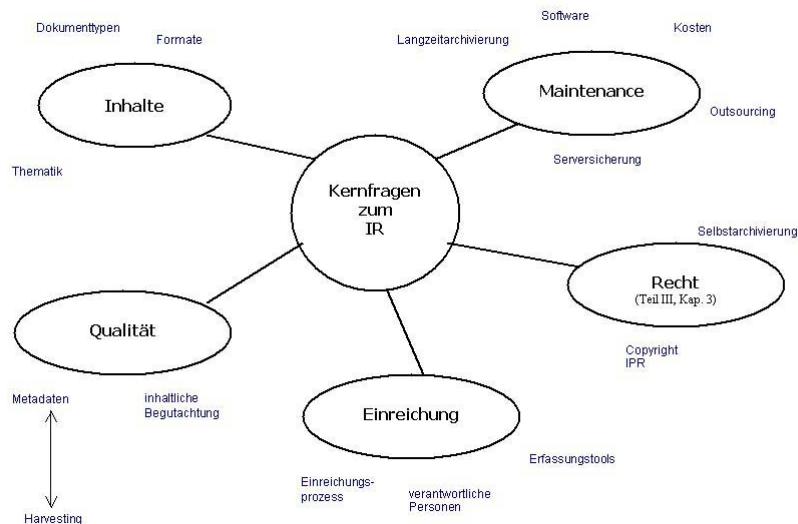 Dokumenttypen
Formate
Inhalte
Thematik
Software
Kosten
Langzeitarchivierung
Maintenance
Outsourcing
Serversicherung
Kernfragen
zum
IR
Selbstarchivierung
Recht
(Teil III, Kap. 3)
Copyright
IPR
Qualität
Metadaten
inhaltliche
Begutachtung
Harvesting
Einreichung
Erfassungstools
Einreichungs-
prozess
verantwortliche
Personen